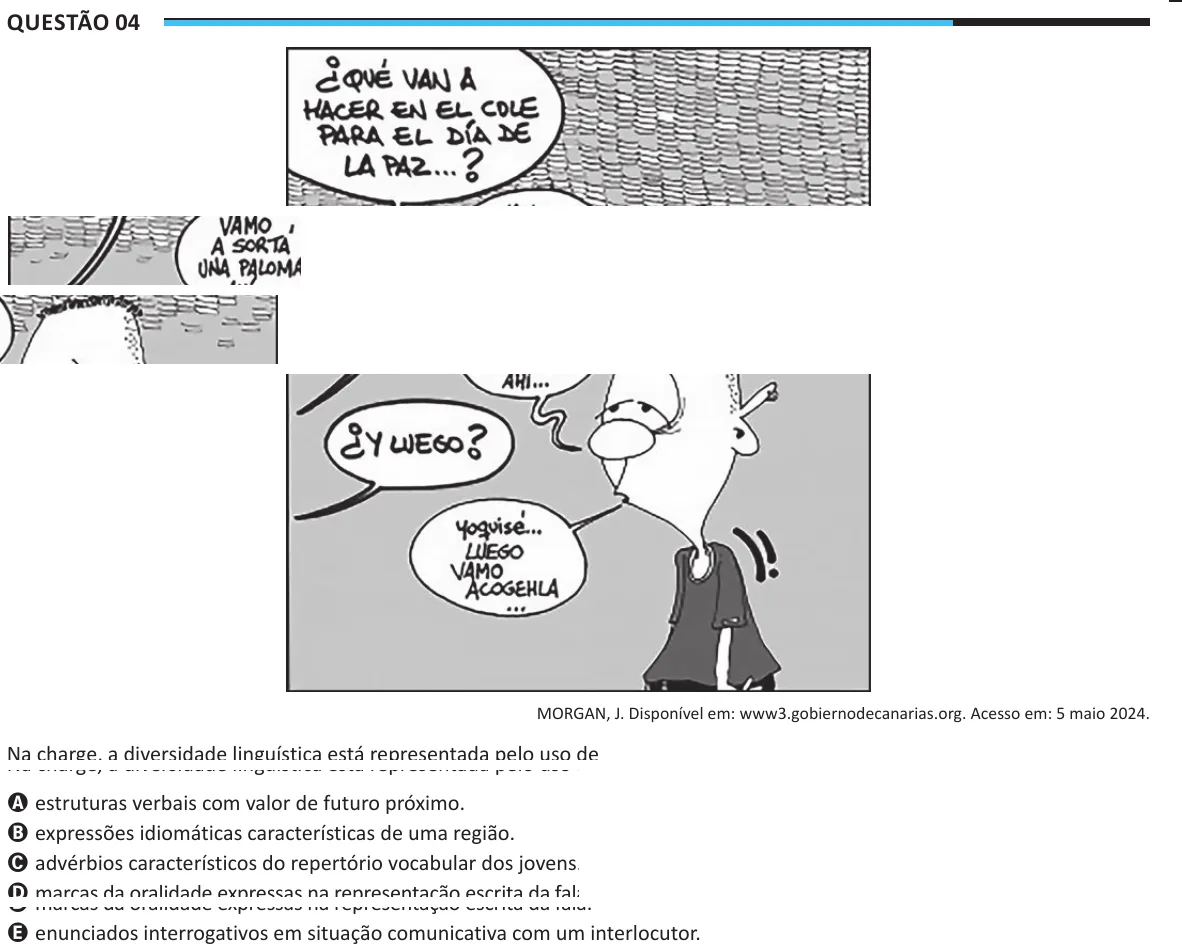 QUESTÃO 04
¿QUÉ VAN A
HACER EN EL COLE
PARA EL DÍA DE
LA PAZ...?
VAMO
A SORTÁ
UNA PALOMA
AHI...
¿Y LUEGO?
Yoquisé...
LUEGO
VAMO
ACOGEHLA
...
MORGAN, J. Disponível em: www3.gobiernodecanarias.org. Acesso em: 5 maio 2024.
Na charge, a diversidade linguística está representada pelo uso de
A estruturas verbais com valor de futuro próximo.
B expressões idiomáticas características de uma região.
C advérbios característicos do repertório vocabular dos jovens.
D marcas da oralidade expressas na representação escrita da fala.
E enunciados interrogativos em situação comunicativa com um interlocutor.